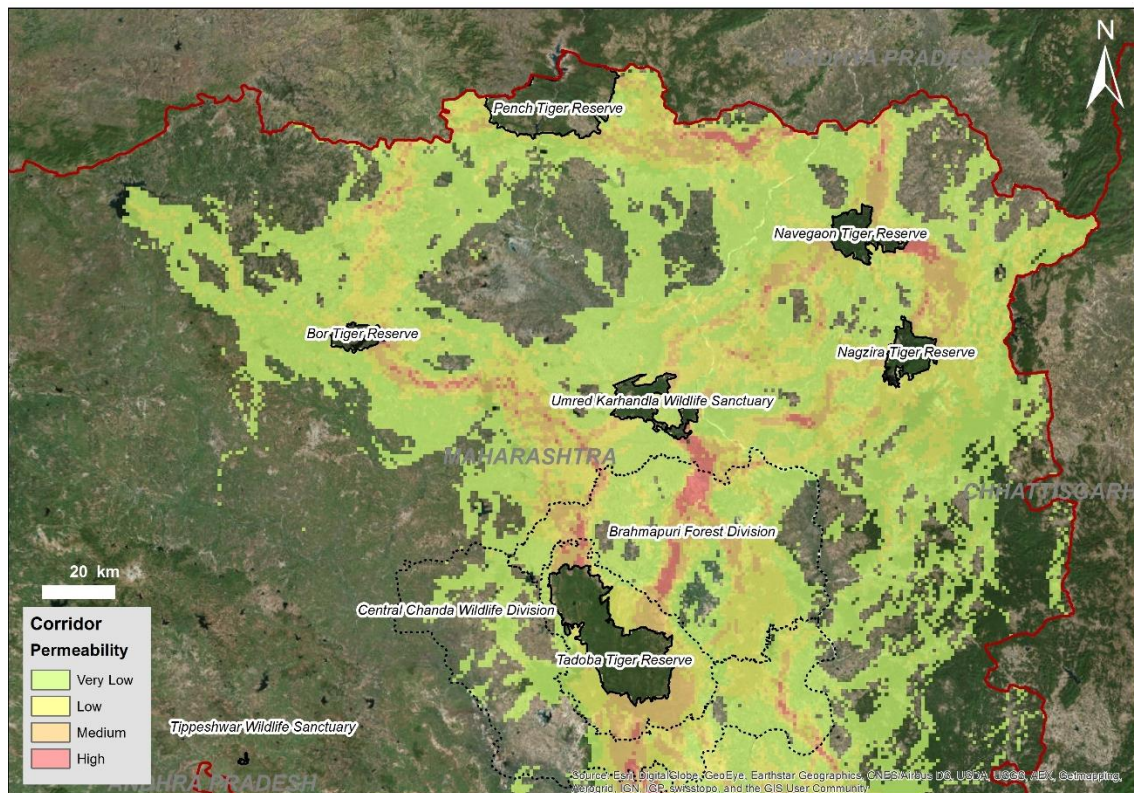 N
MADHYA PRADESH
Pench Tiger Reserve
Navegaon Tiger Reserve
Bor Tiger Reserve
Nagzira Tiger Reserve
Umred Karhandla Wildlife Sanctuary
MAHARASHTRA
CHHATTISGARH
Brahmapuri Forest Division
20 km
Central Chanda Wildlife Division
Corridor
Permeability
Very Low
Low
Medium
High
Tadoba Tiger Reserve
Tippeshwar Wildlife Sanctuary
ANDHRA PRADESH
Source: Esri, DigitalGlobe, GeoEye, Earthstar Geographics, CNES/Airbus DS, USDA, USGS, AEX, Getmapping,
Aerogrid, IGN, IGP, swisstopo, and the GIS User Community